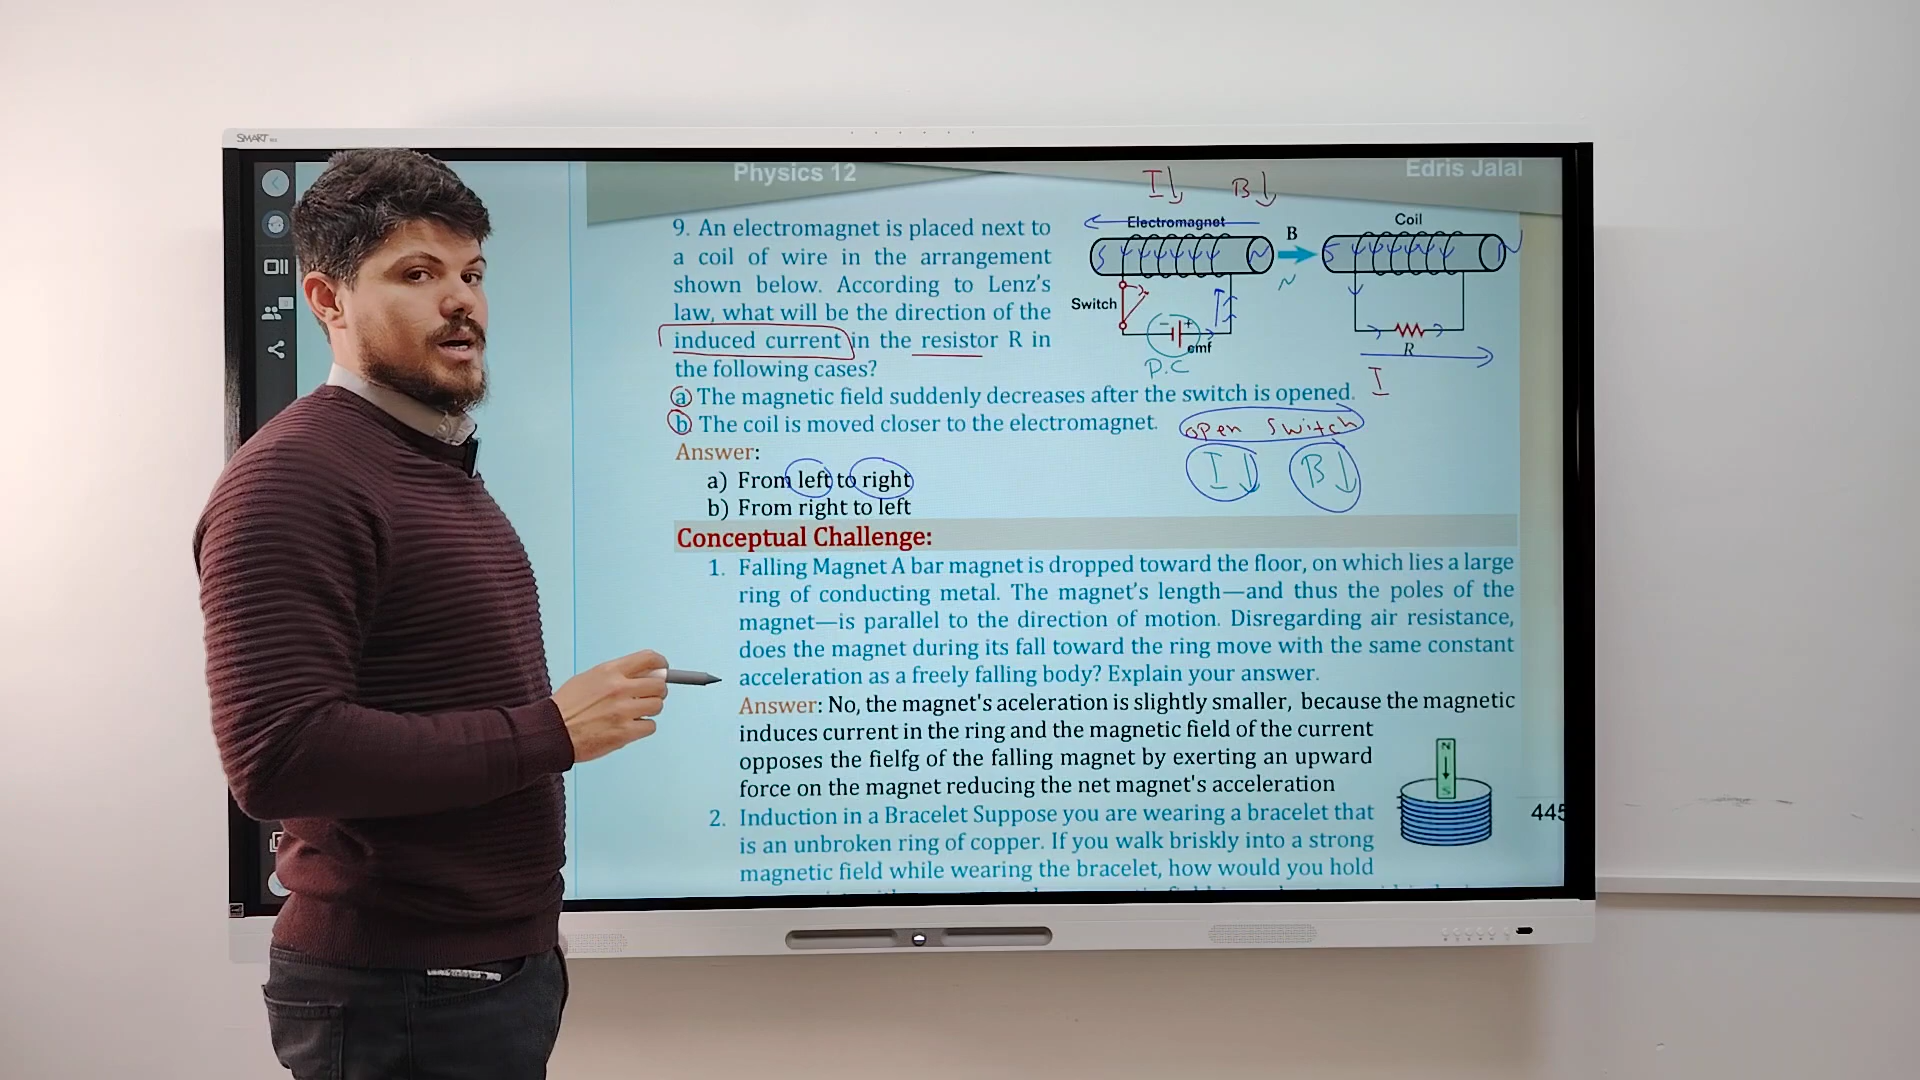 SMART
Physics 12
Edris Jalal
I↓ B↓
9. An electromagnet is placed next to
a coil of wire in the arrangement
shown below. According to Lenz's
law, what will be the direction of the
induced current in the resistor R in
the following cases?
Electromagnet
B
Coil
S N
N
S N
Switch
- +
emf
P.C
R
I
a) The magnetic field suddenly decreases after the switch is opened.
b) The coil is moved closer to the electromagnet.
open switch
I↓ B↓
Answer:
a) From left to right
b) From right to left
Conceptual Challenge:
1. Falling Magnet A bar magnet is dropped toward the floor, on which lies a large
ring of conducting metal. The magnet's length—and thus the poles of the
magnet—is parallel to the direction of motion. Disregarding air resistance,
does the magnet during its fall toward the ring move with the same constant
acceleration as a freely falling body? Explain your answer.
Answer: No, the magnet's aceleration is slightly smaller, because the magnetic
induces current in the ring and the magnetic field of the current
opposes the fielfg of the falling magnet by exerting an upward
force on the magnet reducing the net magnet's acceleration
N
S
2. Induction in a Bracelet Suppose you are wearing a bracelet that
is an unbroken ring of copper. If you walk briskly into a strong
magnetic field while wearing the bracelet, how would you hold
445